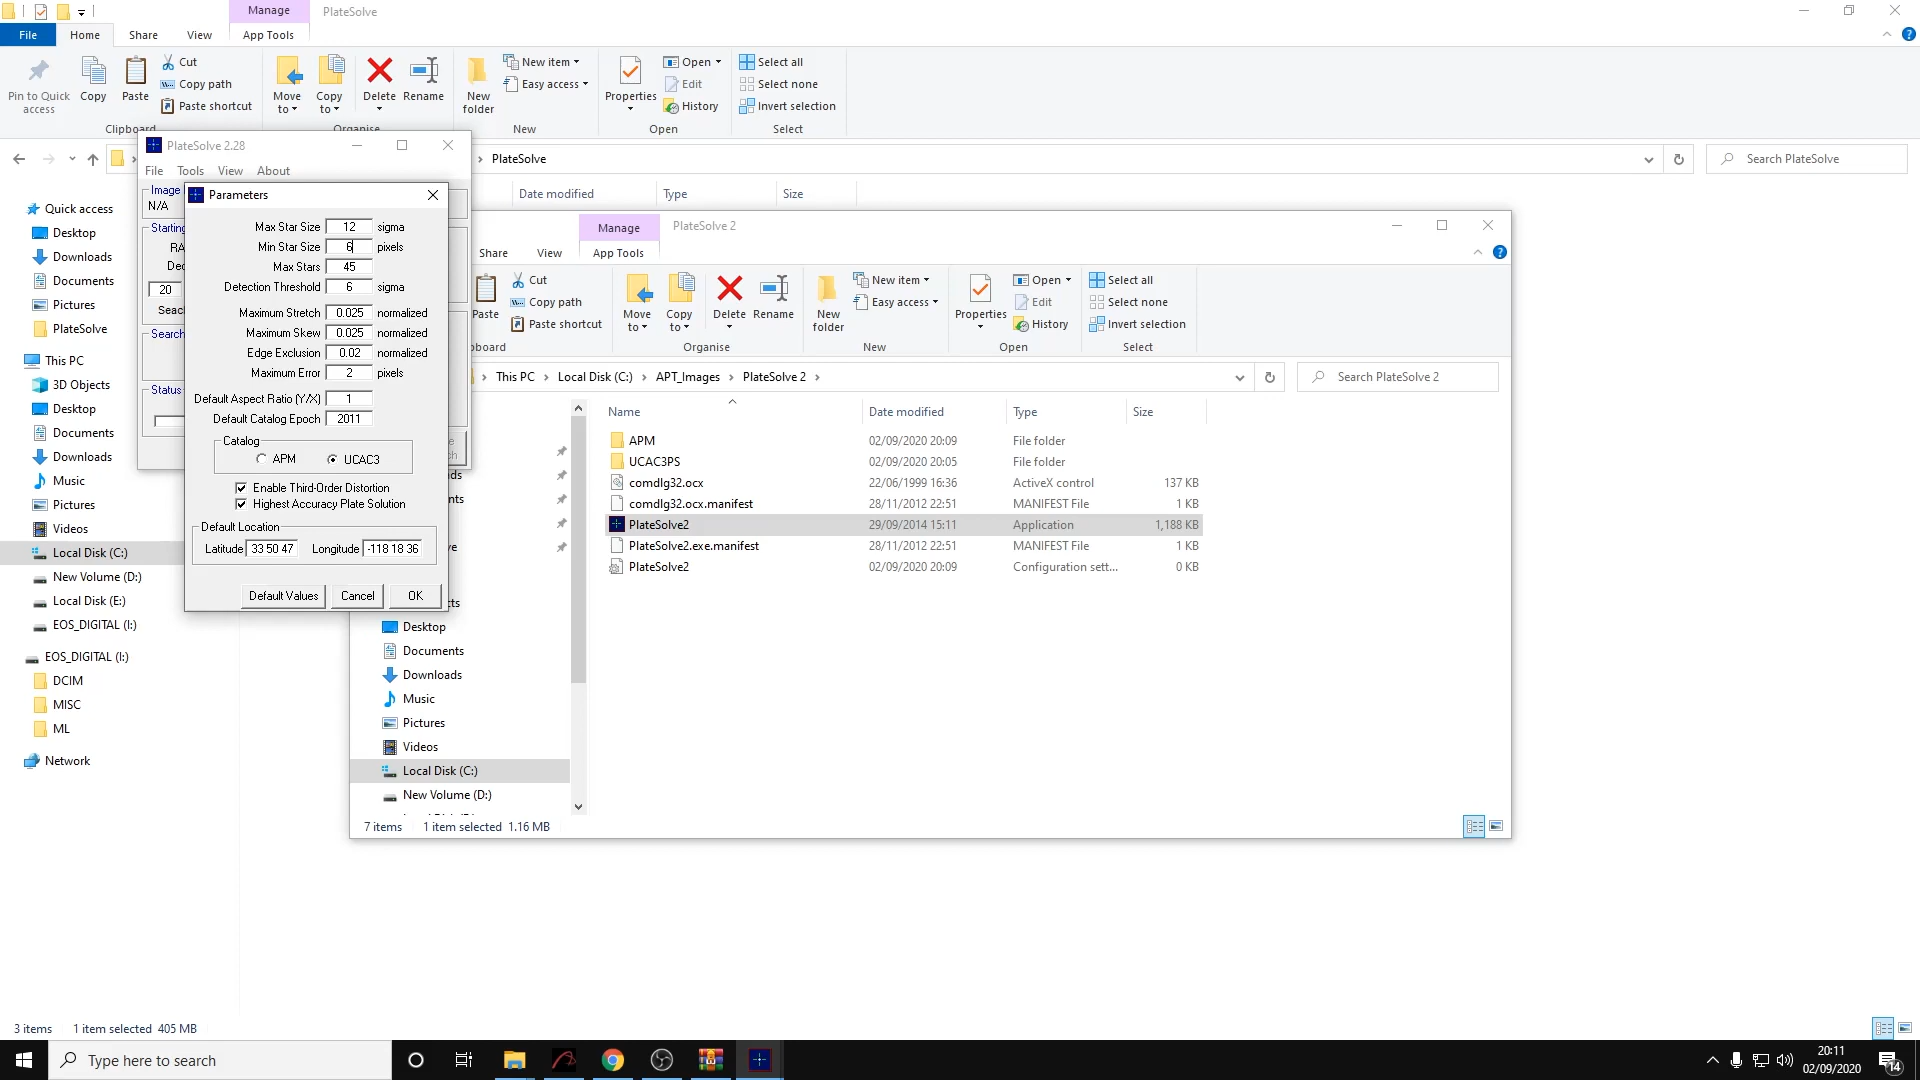 Manage
PlateSolve
File
Home
Share
View
App Tools
Pin to Quick access
Copy
Paste
Cut
Copy path
Paste shortcut
Clipboard
Move to
Copy to
Delete
Rename
Organise
New folder
New item
Easy access
New
Properties
Open
Edit
History
Open
Select all
Select none
Invert selection
Select
PlateSolve
Search PlateSolve
Date modified
Type
Size
Quick access
Desktop
Downloads
Documents
Pictures
PlateSolve
This PC
3D Objects
Desktop
Documents
Downloads
Music
Pictures
Videos
Local Disk (C:)
New Volume (D:)
Local Disk (E:)
EOS_DIGITAL (I:)
EOS_DIGITAL (I:)
DCIM
MISC
ML
Network
PlateSolve 2.28
File
Tools
View
About
Image
N/A
Starting
RA
Dec
20
Search
Status
Parameters
Max Star Size 12 sigma
Min Star Size 6 pixels
Max Stars 45
Detection Threshold 6 sigma
Maximum Stretch 0.025 normalized
Maximum Skew 0.025 normalized
Edge Exclusion 0.02 normalized
Maximum Error 2 pixels
Default Aspect Ratio (Y/X) 1
Default Catalog Epoch 2011
Catalog
APM
UCAC3
Enable Third-Order Distortion
Highest Accuracy Plate Solution
Default Location
Latitude 33 50 47 Longitude -118 18 36
Default Values
Cancel
OK
Manage
PlateSolve 2
Share
View
App Tools
Paste
Cut
Copy path
Paste shortcut
board
Move to
Copy to
Delete
Rename
Organise
New folder
New item
Easy access
New
Properties
Open
Edit
History
Open
Select all
Select none
Invert selection
Select
This PC
Local Disk (C:)
APT_Images
PlateSolve 2
Search PlateSolve 2
Name Date modified Type Size
APM 02/09/2020 20:09 File folder
UCAC3PS 02/09/2020 20:05 File folder
comdlg32.ocx 22/06/1999 16:36 ActiveX control 137 KB
comdlg32.ocx.manifest 28/11/2012 22:51 MANIFEST File 1 KB
PlateSolve2 29/09/2014 15:11 Application 1,188 KB
PlateSolve2.exe.manifest 28/11/2012 22:51 MANIFEST File 1 KB
PlateSolve2 02/09/2020 20:09 Configuration sett... 0 KB
Desktop
Documents
Downloads
Music
Pictures
Videos
Local Disk (C:)
New Volume (D:)
7 items 1 item selected 1.16 MB
3 items 1 item selected 405 MB
Type here to search
20:11
02/09/2020
14